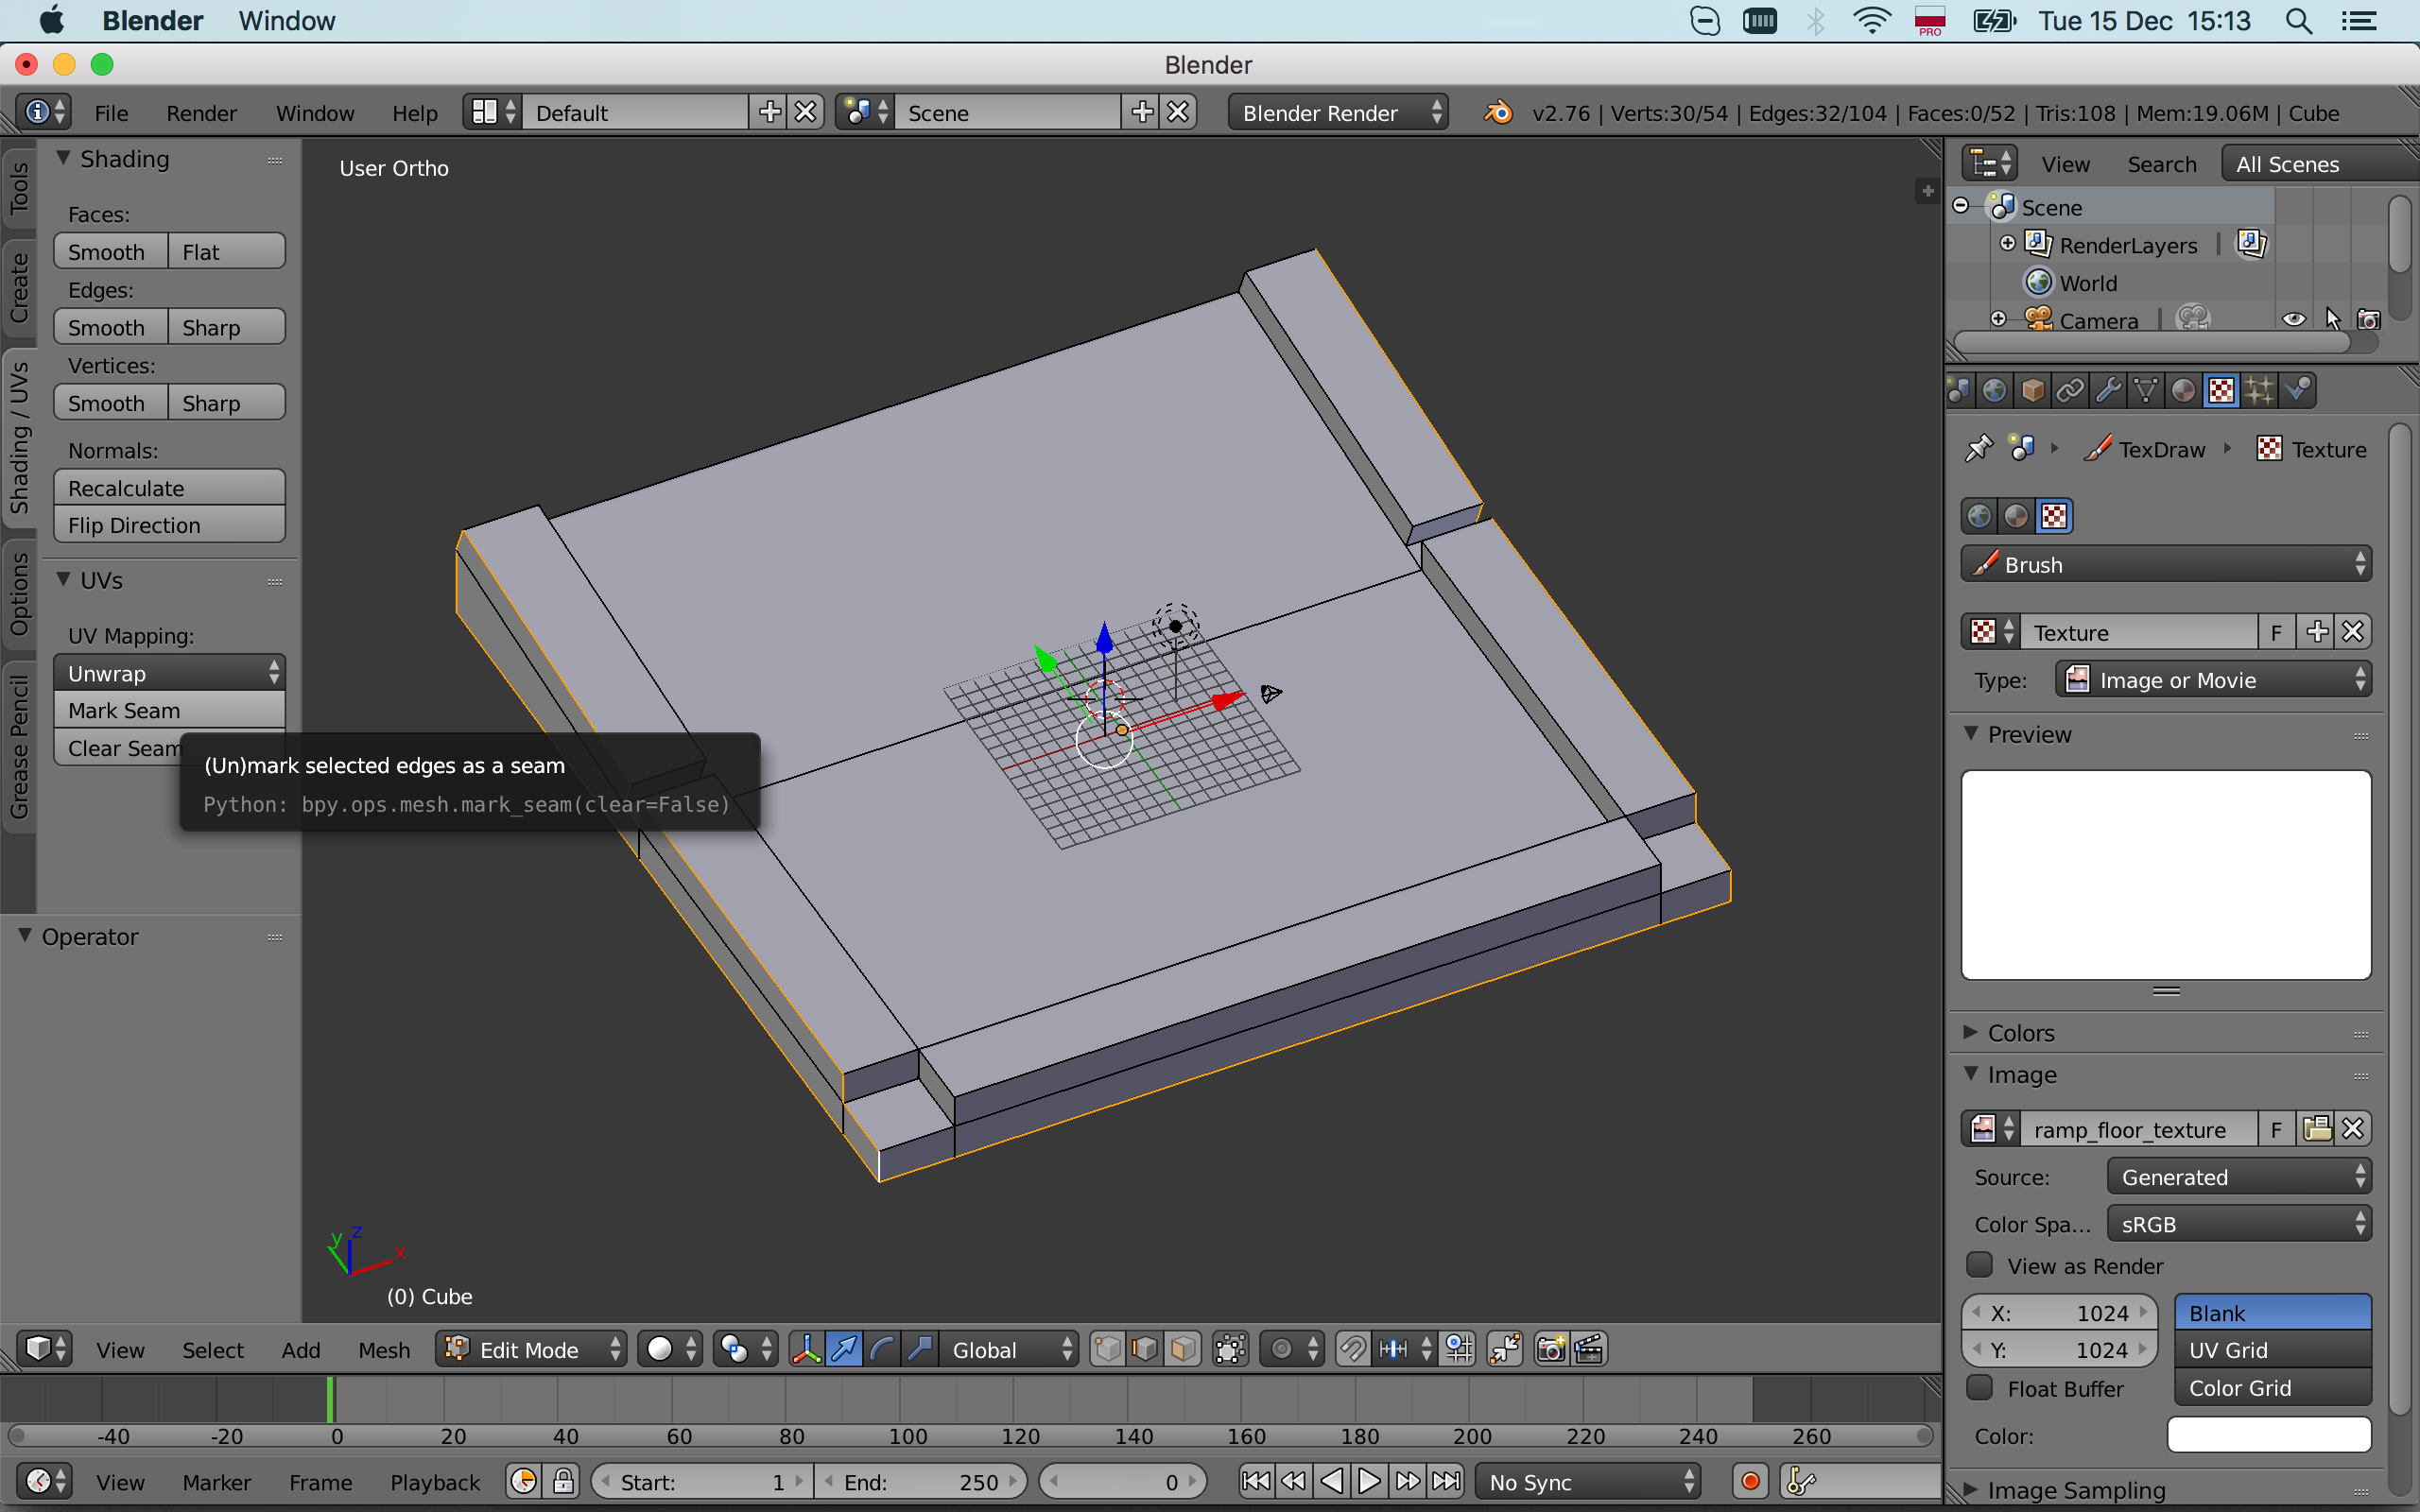 Blender Window PRO Tue 15 Dec 15:13
Blender
File Render Window Help Default Scene Blender Render v2.76 | Verts:30/54 | Edges:32/104 | Faces:0/52 | Tris:108 | Mem:19.06M | Cube
Tools
Create
Shading / UVs
Options
Grease Pencil
Shading
Faces:
Smooth Flat
Edges:
Smooth Sharp
Vertices:
Smooth Sharp
Normals:
Recalculate
Flip Direction
UVs
UV Mapping:
Unwrap
Mark Seam
Clear Seam
(Un)mark selected edges as a seam
Python: bpy.ops.mesh.mark_seam(clear=False)
Operator
User Ortho
y z x
(0) Cube
View Search All Scenes
Scene
RenderLayers
World
Camera
TexDraw Texture
Brush
Texture F
Type: Image or Movie
Preview
Colors
Image
ramp_floor_texture F
Source: Generated
Color Spa... sRGB
View as Render
X: 1024 Blank
Y: 1024 UV Grid
Float Buffer Color Grid
Color:
Image Sampling
View Select Add Mesh Edit Mode Global
-40 -20 0 20 40 60 80 100 120 140 160 180 200 220 240 260
View Marker Frame Playback Start: 1 End: 250 0 No Sync